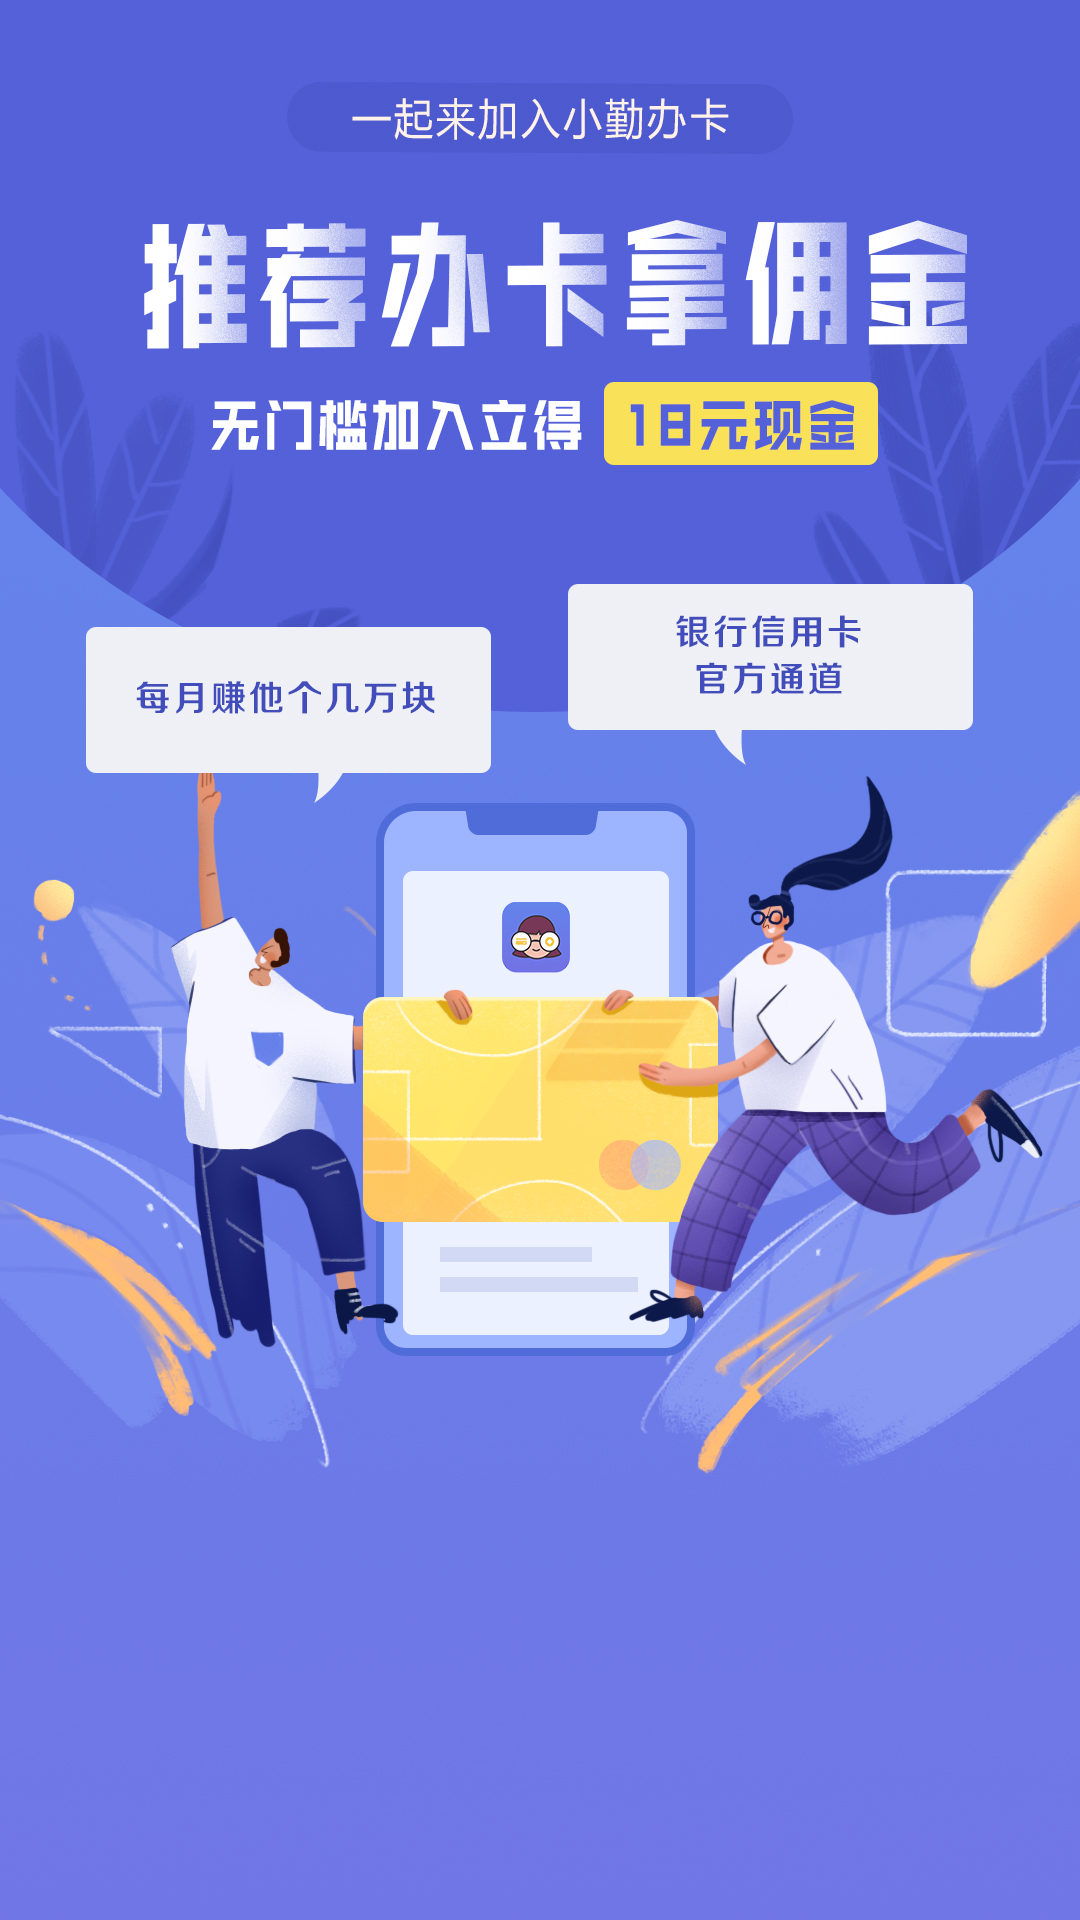 一起来加入小勤办卡
推荐办卡拿佣金
无门槛加入立得 18元现金
每月赚他个几万块
银行信用卡
官方通道